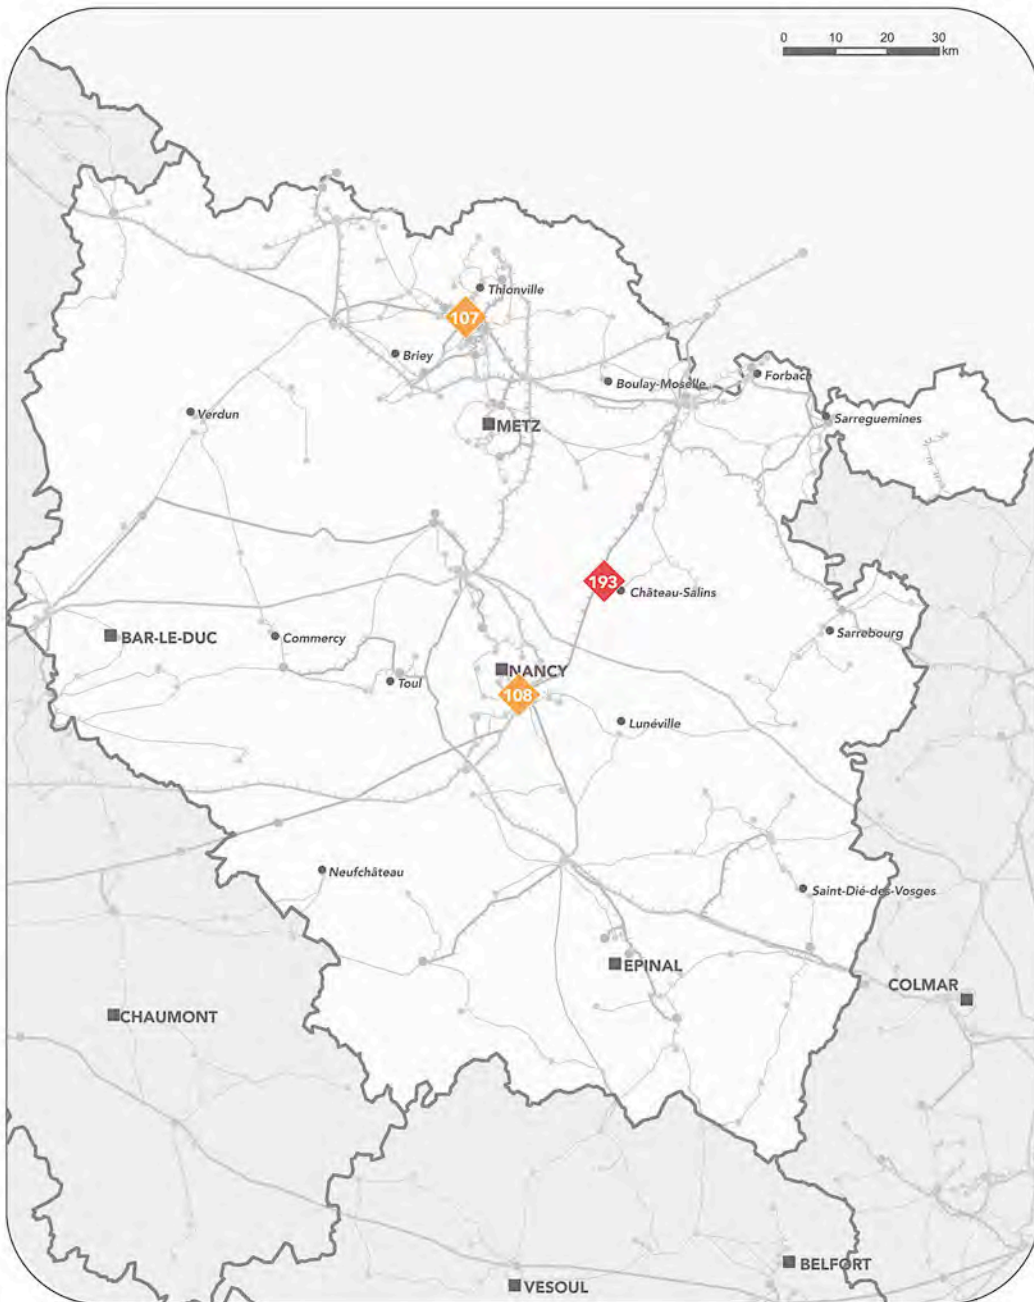 0 10 20 30
km
Thionville
107
Briey
Boulay-Moselle
Forbach
Verdun
METZ
Sarreguemines
193
Château-Salins
BAR-LE-DUC
Commercy
Sarrebourg
NANCY
Toul
108
Lunéville
Neufchâteau
Saint-Dié-des-Vosges
EPINAL
COLMAR
CHAUMONT
BELFORT
VESOUL